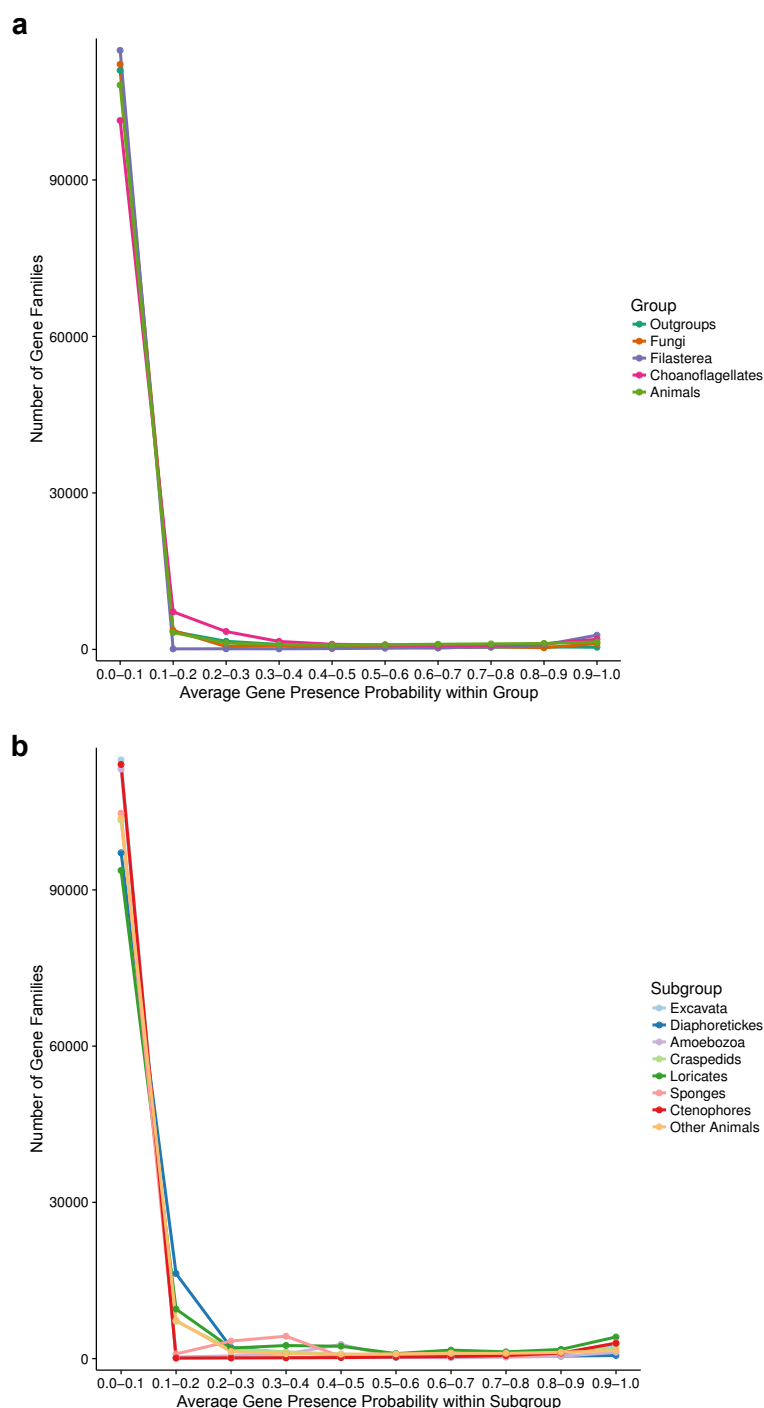 a
90000
60000
30000
0
Number of Gene Families
0.0−0.1 0.1−0.2 0.2−0.3 0.3−0.4 0.4−0.5 0.5−0.6 0.6−0.7 0.7−0.8 0.8−0.9 0.9−1.0
Average Gene Presence Probability within Group
Group
Outgroups
Fungi
Filasterea
Choanoflagellates
Animals
b
90000
60000
30000
0
Number of Gene Families
0.0−0.1 0.1−0.2 0.2−0.3 0.3−0.4 0.4−0.5 0.5−0.6 0.6−0.7 0.7−0.8 0.8−0.9 0.9−1.0
Average Gene Presence Probability within Subgroup
Subgroup
Excavata
Diaphoretickes
Amoebozoa
Craspedids
Loricates
Sponges
Ctenophores
Other Animals